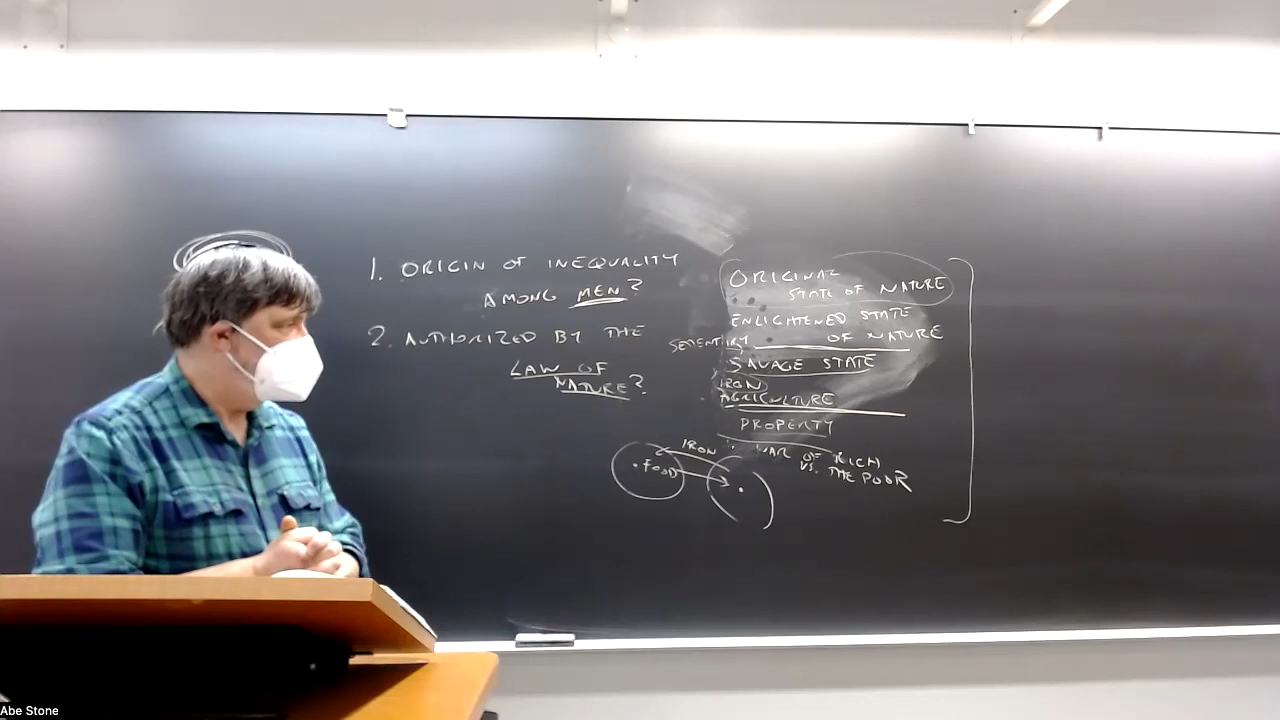 1. ORIGIN OF INEQUALITY
AMONG MEN?
2. AUTHORIZED BY THE
LAW OF
NATURE?
ORIGINAL
STATE OF NATURE
ENLIGHTENED STATE
OF NATURE
SAVAGE STATE
IRON
AGRICULTURE
PROPERTY
WAR OF RICH
VS. THE POOR
IRON
FOOD
Abe Stone